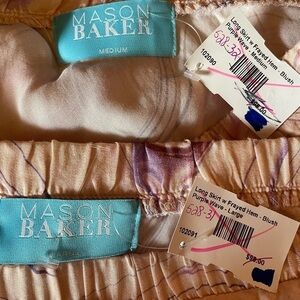 MASON
BAKER
MEDIUM
Long Skirt w Frayed Hem - Blush
Purple Wave - Medium
102090
MASON
BAKER
Long Skirt w Frayed Hem - Blush
Purple Wave - Large
102091